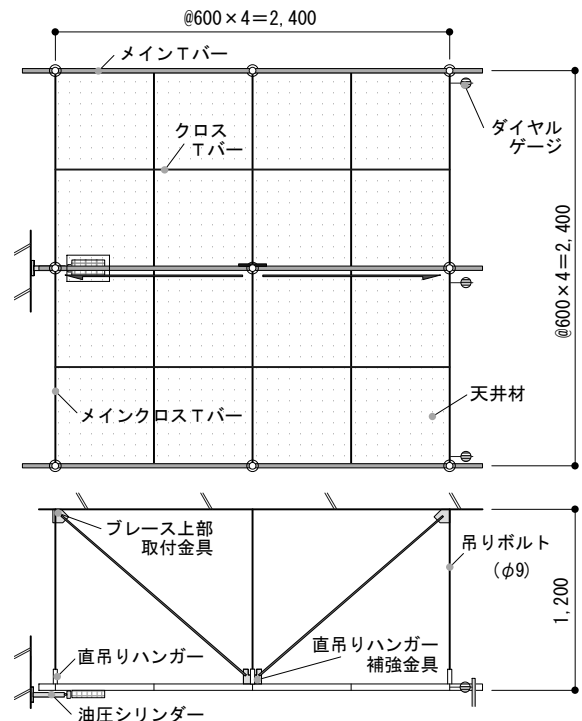 @600×4＝2,400
メインTバー
クロス
Tバー
ダイヤル
ゲージ
@600×4＝2,400
メインクロスTバー
天井材
ブレース上部
取付金具
吊りボルト
(φ9)
1,200
直吊りハンガー
直吊りハンガー
補強金具
油圧シリンダー